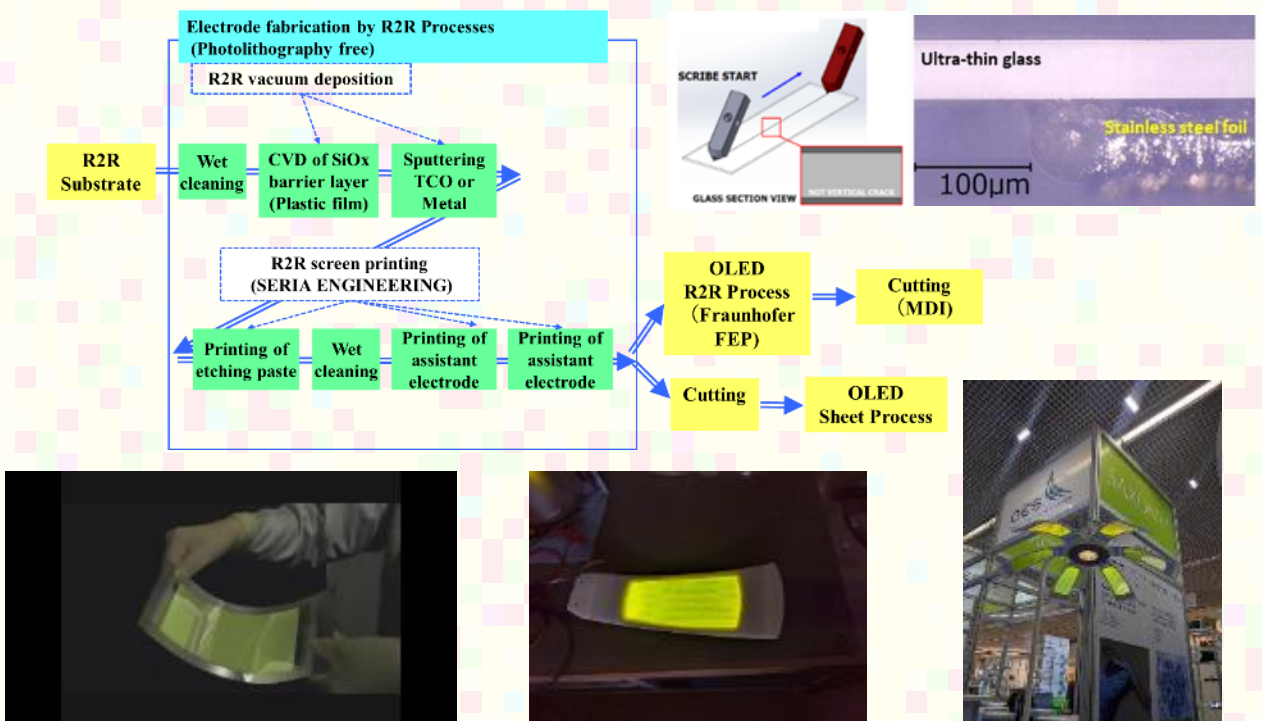 Electrode fabrication by R2R Processes
(Photolithography free)
R2R vacuum deposition
R2R
Substrate
Wet
cleaning
CVD of SiOx
barrier layer
(Plastic film)
Sputtering
TCO or
Metal
R2R screen printing
(SERIA ENGINEERING)
Printing of
etching paste
Wet
cleaning
Printing of
assistant
electrode
Printing of
assistant
electrode
OLED
R2R Process
（Fraunhofer
FEP)
Cutting
（MDI)
Cutting
OLED
Sheet Process
SCRIBE START
NOT VERTICAL CRACK
GLASS SECTION VIEW
Ultra-thin glass
Stainless steel foil
100μm
oes